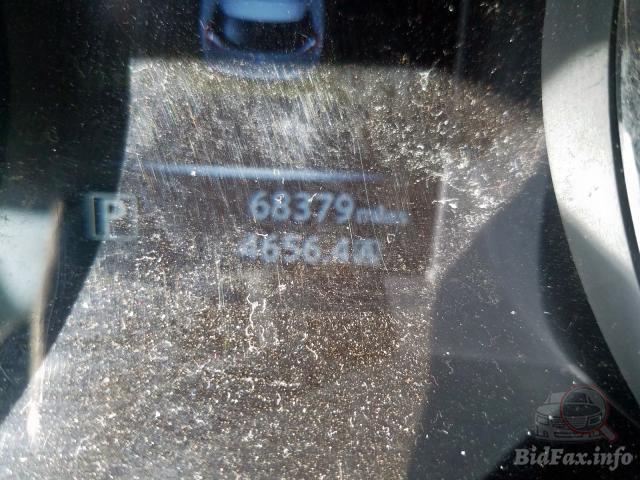 68379 miles
P
4656.4 A
BidFax.info